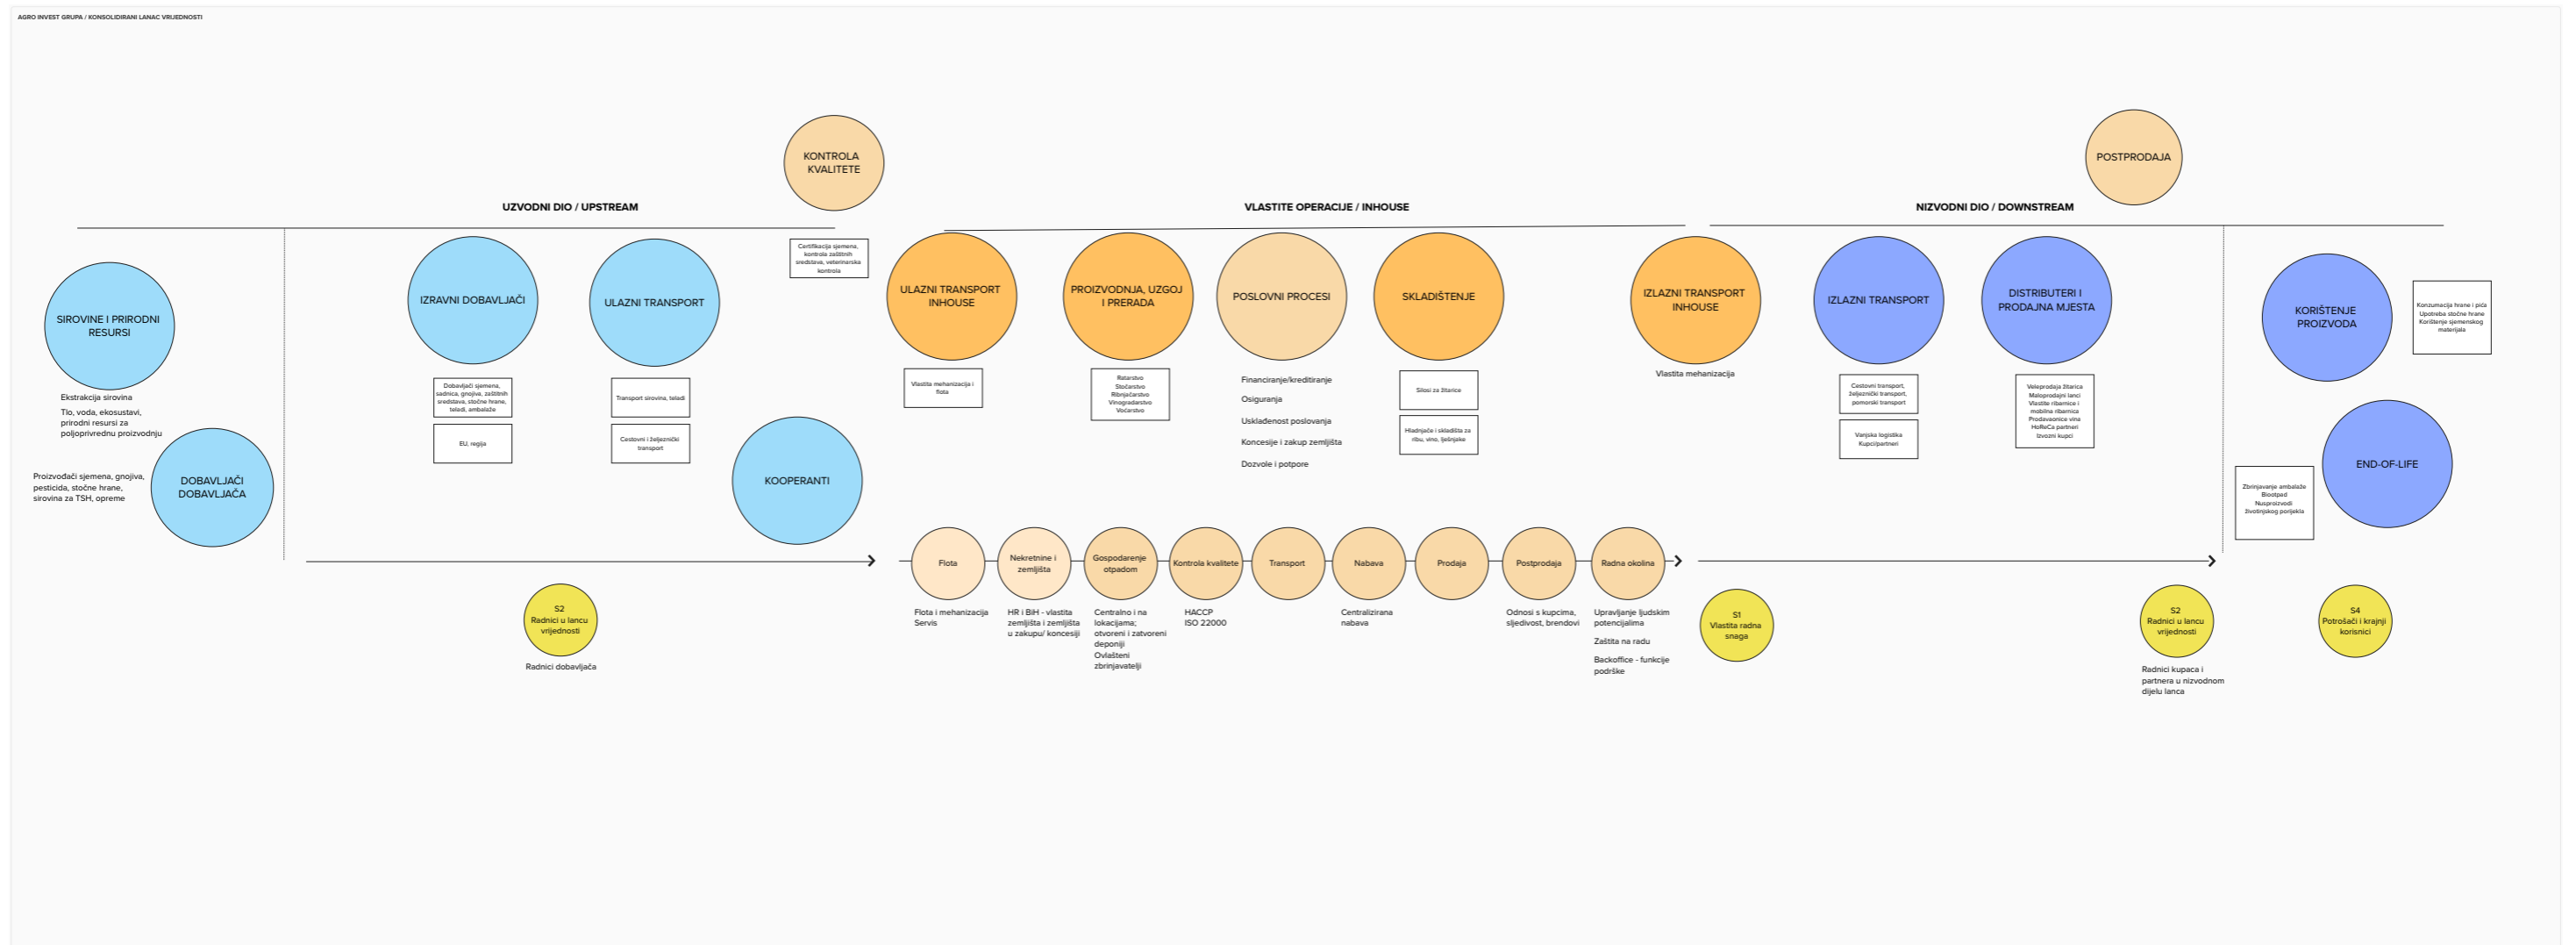 AGRO INVEST GRUPA / KONSOLIDIRANI LANAC VRIJEDNOSTI
KONTROLA
KVALITETE
POSTPRODAJA
UZVODNI DIO / UPSTREAM
VLASTITE OPERACIJE / INHOUSE
NIZVODNI DIO / DOWNSTREAM
Certifikacija sjemena,
kontrola zaštitnih
sredstava, veterinarska
kontrola
SIROVINE I PRIRODNI
RESURSI
Ekstrakcija sirovina
Tlo, voda, ekosustavi,
prirodni resursi za
poljoprivrednu proizvodnju
Proizvođači sjemena, gnojiva,
pesticida, stočne hrane,
sirovina za TSH, opreme
DOBAVLJAČI
DOBAVLJAČA
IZRAVNI DOBAVLJAČI
Dobavljači sjemena,
sadnica, gnojiva, zaštitnih
sredstava, stočne hrane,
teladi, ambalaže
EU, regija
ULAZNI TRANSPORT
Transport sirovina, teladi
Cestovni i željeznički
transport
KOOPERANTI
ULAZNI TRANSPORT
INHOUSE
Vlastita mehanizacija i
flota
PROIZVODNJA, UZGOJ
I PRERADA
Ratarstvo
Stočarstvo
Ribnjačarstvo
Vinogradarstvo
Voćarstvo
POSLOVNI PROCESI
Financiranje/kreditiranje
Osiguranja
Usklađenost poslovanja
Koncesije i zakup zemljišta
Dozvole i potpore
SKLADIŠTENJE
Silosi za žitarice
Hladnjače i skladišta za
ribu, vino, lješnjake
IZLAZNI TRANSPORT
INHOUSE
Vlastita mehanizacija
IZLAZNI TRANSPORT
Cestovni transport,
željeznički transport,
pomorski transport
Vanjska logistika
Kupci/partneri
DISTRIBUTERI I
PRODAJNA MJESTA
Veleprodaja žitarica
Maloprodajni lanci
Vlastite ribarnice i
mobilna ribarnica
Prodavaonice vina
HoReCa partneri
Izvozni kupci
KORIŠTENJE
PROIZVODA
Konzumacija hrane i pića
Upotreba stočne hrane
Korištenje sjemenskog
materijala
END-OF-LIFE
Zbrinjavanje ambalaže
Biootpad
Nusproizvodi
životinjskog porijekla
Flota
Flota i mehanizacija
Servis
Nekretnine i
zemljišta
HR i BiH - vlastita
zemljišta i zemljišta
u zakupu/ koncesiji
Gospodarenje
otpadom
Centralno i na
lokacijama;
otvoreni i zatvoreni
deponiji
Ovlašteni
zbrinjavatelji
Kontrola kvalitete
HACCP
ISO 22000
Transport
Nabava
Centralizirana
nabava
Prodaja
Postprodaja
Odnosi s kupcima,
sljedivost, brendovi
Radna okolina
Upravljanje ljudskim
potencijalima
Zaštita na radu
Backoffice - funkcije
podrške
S2
Radnici u lancu
vrijednosti
Radnici dobavljača
S1
Vlastita radna
snaga
S2
Radnici u lancu
vrijednosti
Radnici kupaca i
partnera u nizvodnom
dijelu lanca
S4
Potrošači i krajnji
korisnici